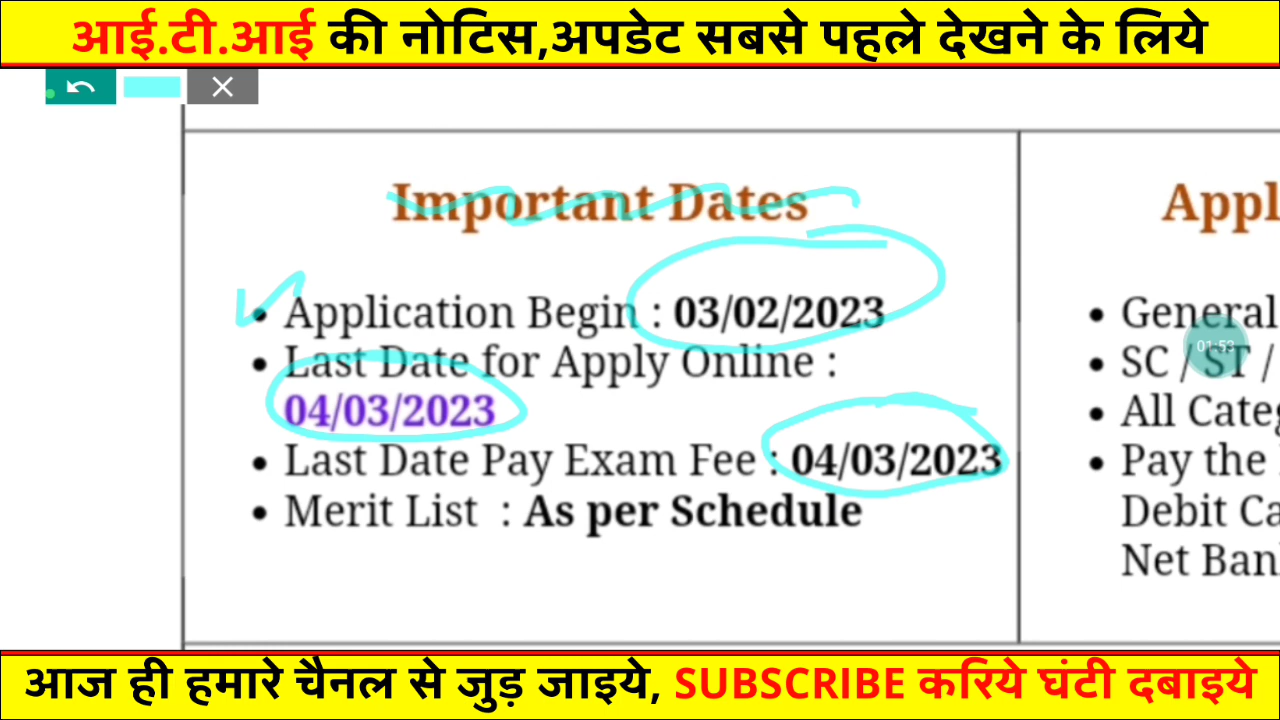 आई.टी.आई की नोटिस,अपडेट सबसे पहले देखने के लिये
Important Dates
Application Begin : 03/02/2023
Last Date for Apply Online :
04/03/2023
Last Date Pay Exam Fee : 04/03/2023
Merit List : As per Schedule
Appl
General
SC / ST /
All Categ
Pay the
Debit Ca
Net Ban
01:53
आज ही हमारे चैनल से जुड़ जाइये, SUBSCRIBE करिये घंटी दबाइये